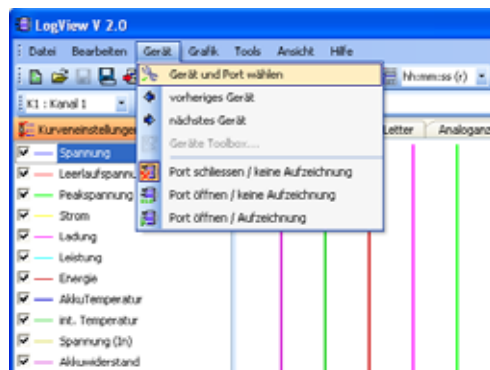 LogView V 2.0
Datei Bearbeiten Gerät Grafik Tools Ansicht Hilfe
Gerät und Port wählen
hh:mm:ss (r)
K1 : Kanal 1
vorheriges Gerät
nächstes Gerät
Kurveneinstellungen
Letter
Geräte Toolbox....
Spannung
Port schliessen / keine Aufzeichnung
Peakspannung
Port öffnen / keine Aufzeichnung
Strom
Port öffnen / Aufzeichnung
Ladung
Leistung
Energie
AkkuTemperatur
int. Temperatur
Spannung (In)
Akkuwiderstand